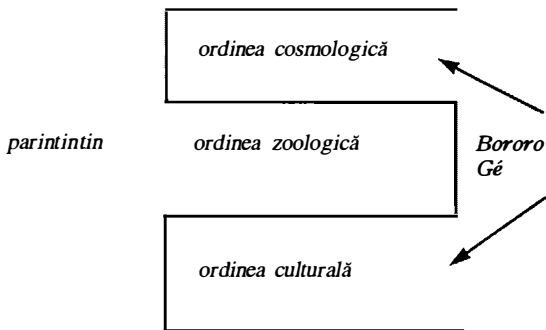 ordinea cosmologică
parintintin ordinea zoologică Bororo
Gé
ordinea culturală